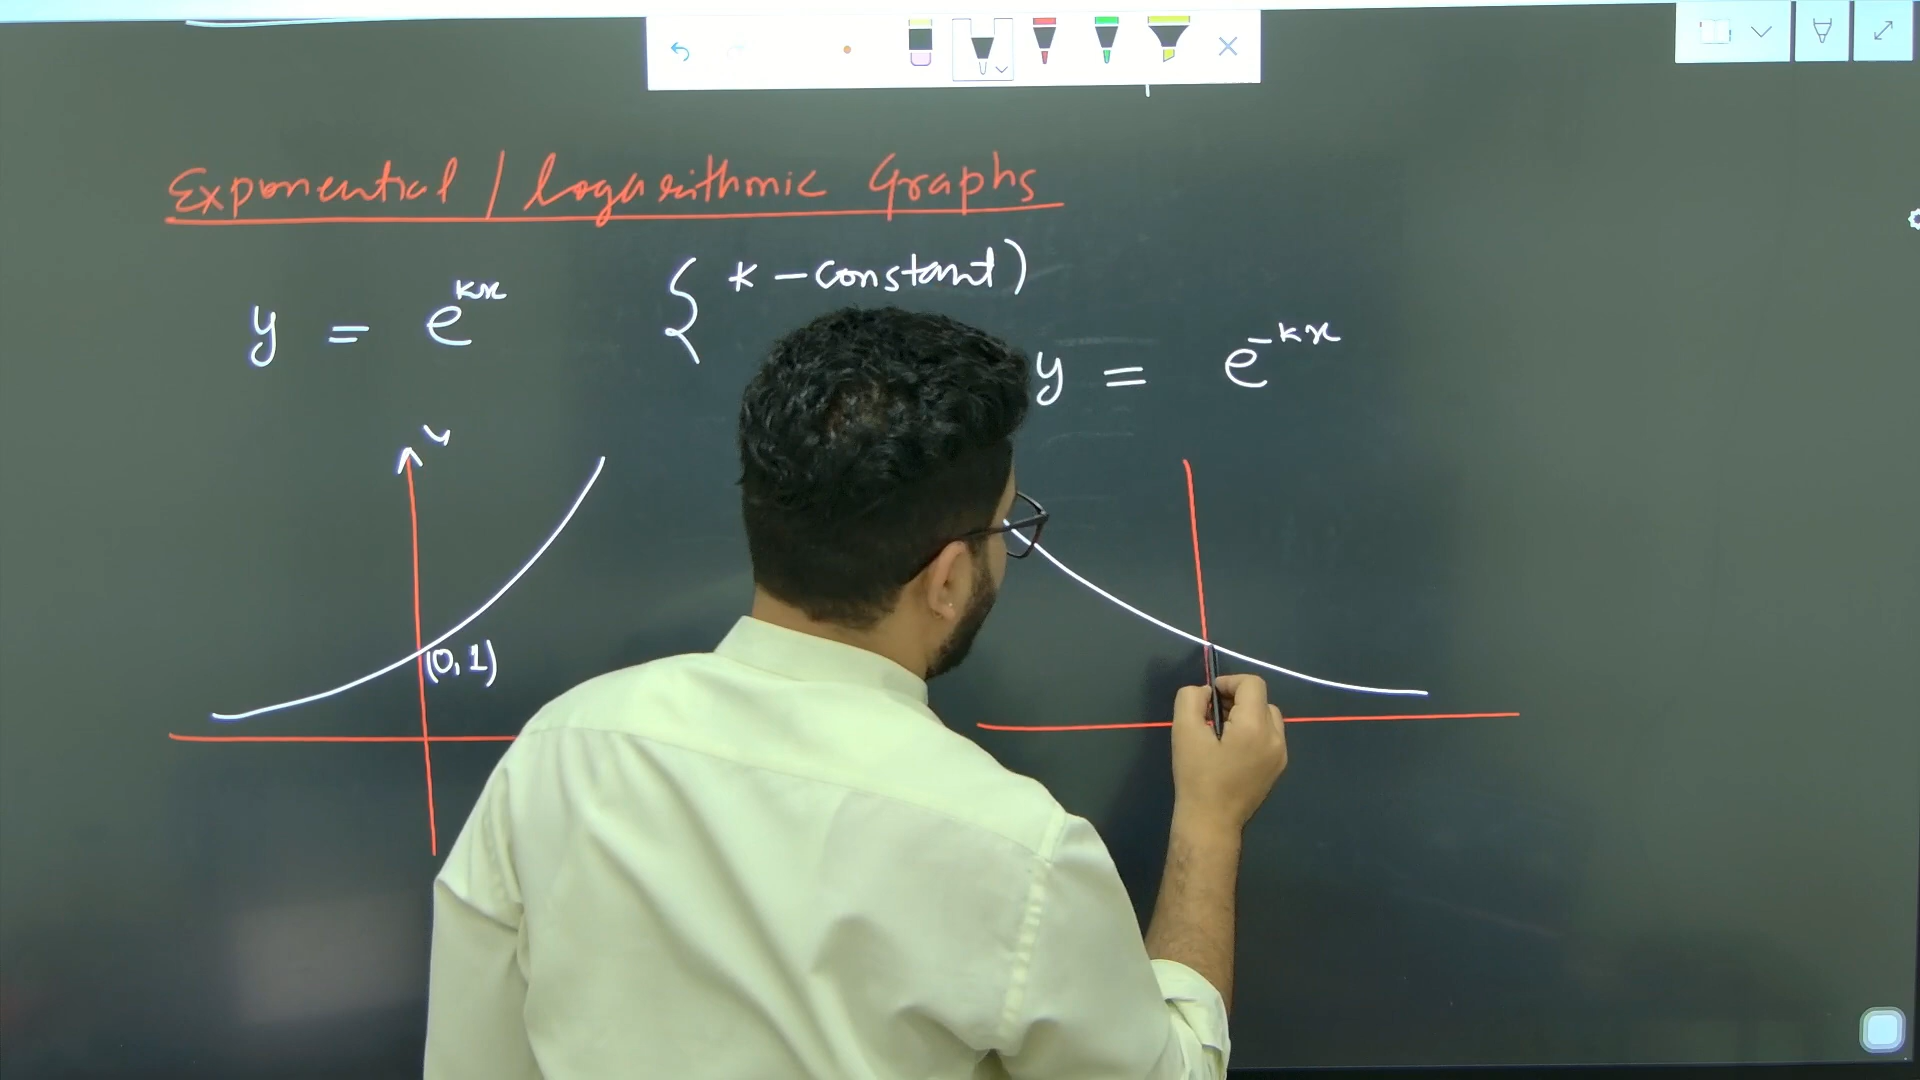 Exponential / logarithmic Graphs
y = e^kx { k - constant)
y = e^-kx
y
(0, 1)